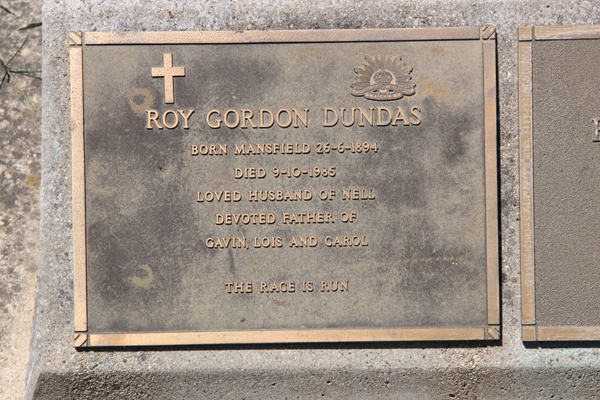 ROY GORDON DUNDAS
BORN MANSFIELD 26-6-1894
DIED 9-10-1985
LOVED HUSBAND OF NELL
DEVOTED FATHER OF
GAVIN, LOIS AND CAROL
THE RACE IS RUN